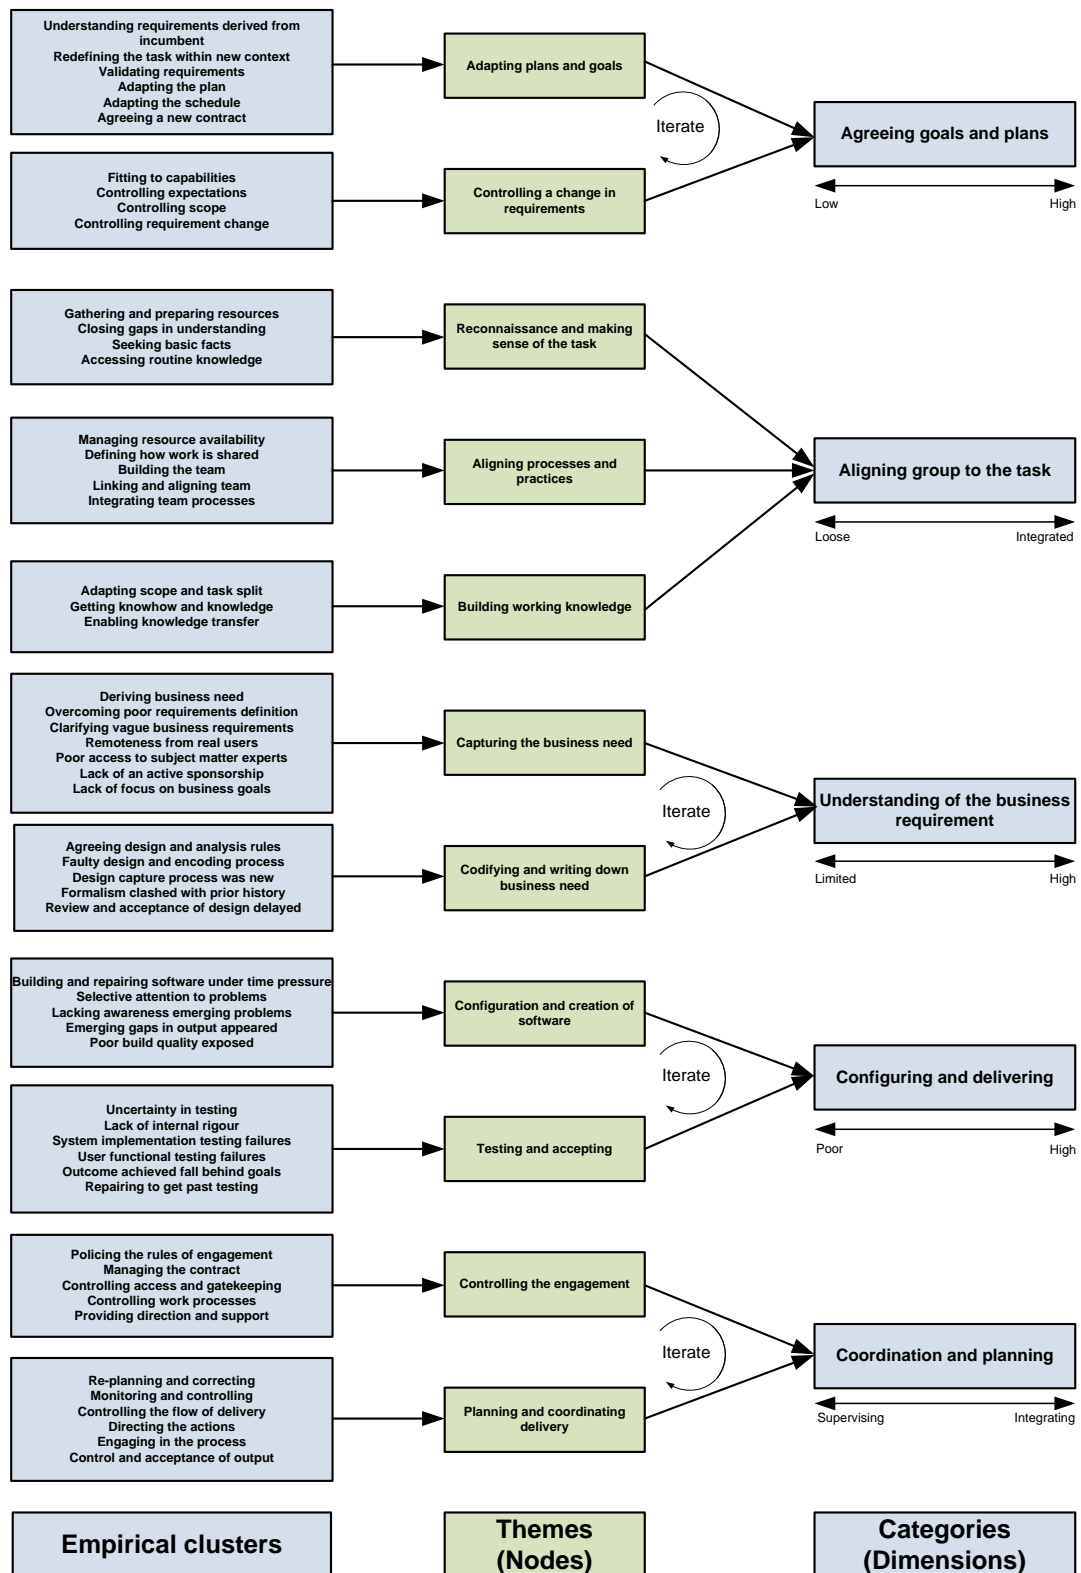 Understanding requirements derived from
incumbent
Redefining the task within new context
Validating requirements
Adapting the plan
Adapting the schedule
Agreeing a new contract
Adapting plans and goals
Iterate
Agreeing goals and plans
Low
High
Fitting to capabilities
Controlling expectations
Controlling scope
Controlling requirement change
Controlling a change in
requirements
Gathering and preparing resources
Closing gaps in understanding
Seeking basic facts
Accessing routine knowledge
Reconnaissance and making
sense of the task
Managing resource availability
Defining how work is shared
Building the team
Linking and aligning team
Integrating team processes
Aligning processes and
practices
Aligning group to the task
Loose
Integrated
Adapting scope and task split
Getting knowhow and knowledge
Enabling knowledge transfer
Building working knowledge
Deriving business need
Overcoming poor requirements definition
Clarifying vague business requirements
Remoteness from real users
Poor access to subject matter experts
Lack of an active sponsorship
Lack of focus on business goals
Capturing the business need
Iterate
Understanding of the business
requirement
Limited
High
Agreeing design and analysis rules
Faulty design and encoding process
Design capture process was new
Formalism clashed with prior history
Review and acceptance of design delayed
Codifying and writing down
business need
Building and repairing software under time pressure
Selective attention to problems
Lacking awareness emerging problems
Emerging gaps in output appeared
Poor build quality exposed
Configuration and creation of
software
Iterate
Configuring and delivering
Poor
High
Uncertainty in testing
Lack of internal rigour
System implementation testing failures
User functional testing failures
Outcome achieved fall behind goals
Repairing to get past testing
Testing and accepting
Policing the rules of engagement
Managing the contract
Controlling access and gatekeeping
Controlling work processes
Providing direction and support
Controlling the engagement
Iterate
Coordination and planning
Supervising
Integrating
Re-planning and correcting
Monitoring and controlling
Controlling the flow of delivery
Directing the actions
Engaging in the process
Control and acceptance of output
Planning and coordinating
delivery
Empirical clusters
Themes
(Nodes)
Categories
(Dimensions)